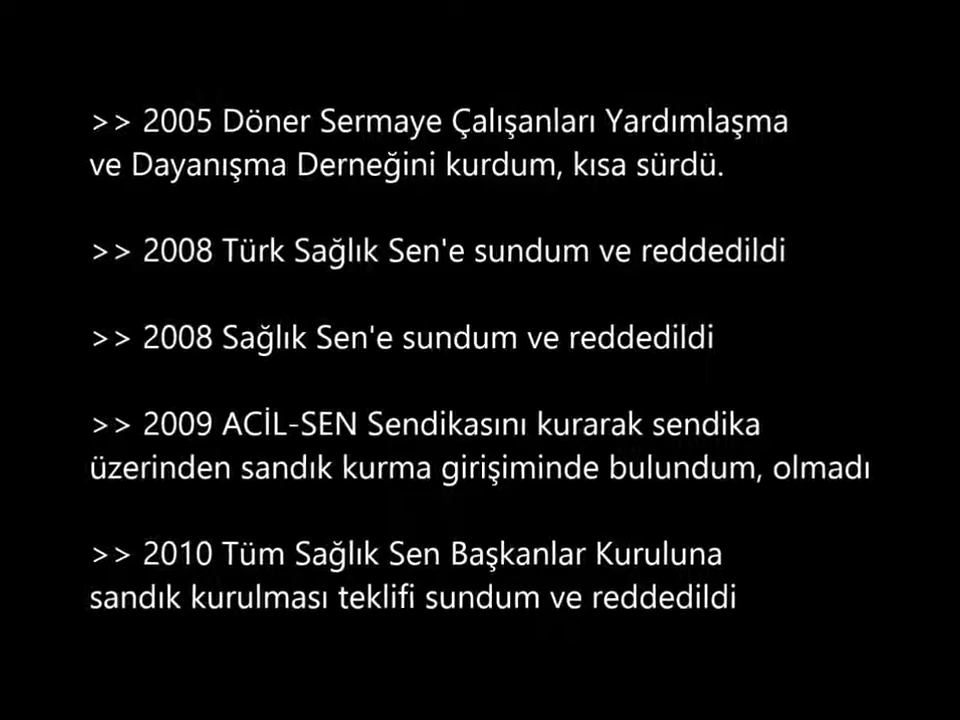 >> 2005 Döner Sermaye Çalışanları Yardımlaşma
ve Dayanışma Derneğini kurdum, kısa sürdü.
>> 2008 Türk Sağlık Sen'e sundum ve reddedildi
>> 2008 Sağlık Sen'e sundum ve reddedildi
>> 2009 ACİL-SEN Sendikasını kurarak sendika
üzerinden sandık kurma girişiminde bulundum, olmadı
>> 2010 Tüm Sağlık Sen Başkanlar Kuruluna
sandık kurulması teklifi sundum ve reddedildi